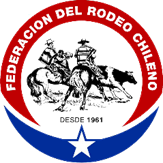 FEDERACION DEL RODEO CHILENO
DESDE 1961